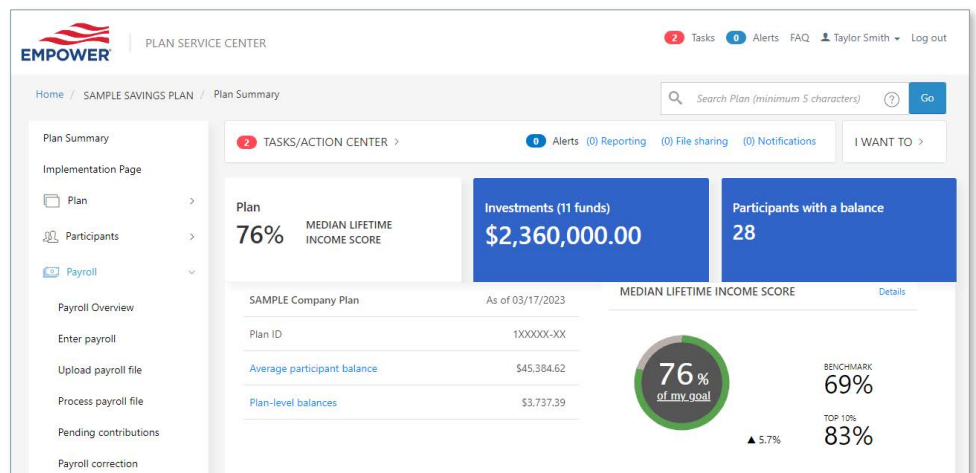 EMPOWER
PLAN SERVICE CENTER
2 Tasks 0 Alerts FAQ Taylor Smith Log out
Home / SAMPLE SAVINGS PLAN / Plan Summary
Search Plan (minimum 5 characters) ? Go
Plan Summary
Implementation Page
Plan
Participants
Payroll
Payroll Overview
Enter payroll
Upload payroll file
Process payroll file
Pending contributions
Payroll correction
2 TASKS/ACTION CENTER >
0 Alerts (0) Reporting (0) File sharing (0) Notifications
I WANT TO >
Plan
76% MEDIAN LIFETIME
INCOME SCORE
Investments (11 funds)
$2,360,000.00
Participants with a balance
28
SAMPLE Company Plan As of 03/17/2023
Plan ID 1XXXXX-XX
Average participant balance $45,384.62
Plan-level balances $3,737.39
MEDIAN LIFETIME INCOME SCORE Details
76%
of my goal
▲ 5.7%
BENCHMARK
69%
TOP 10%
83%